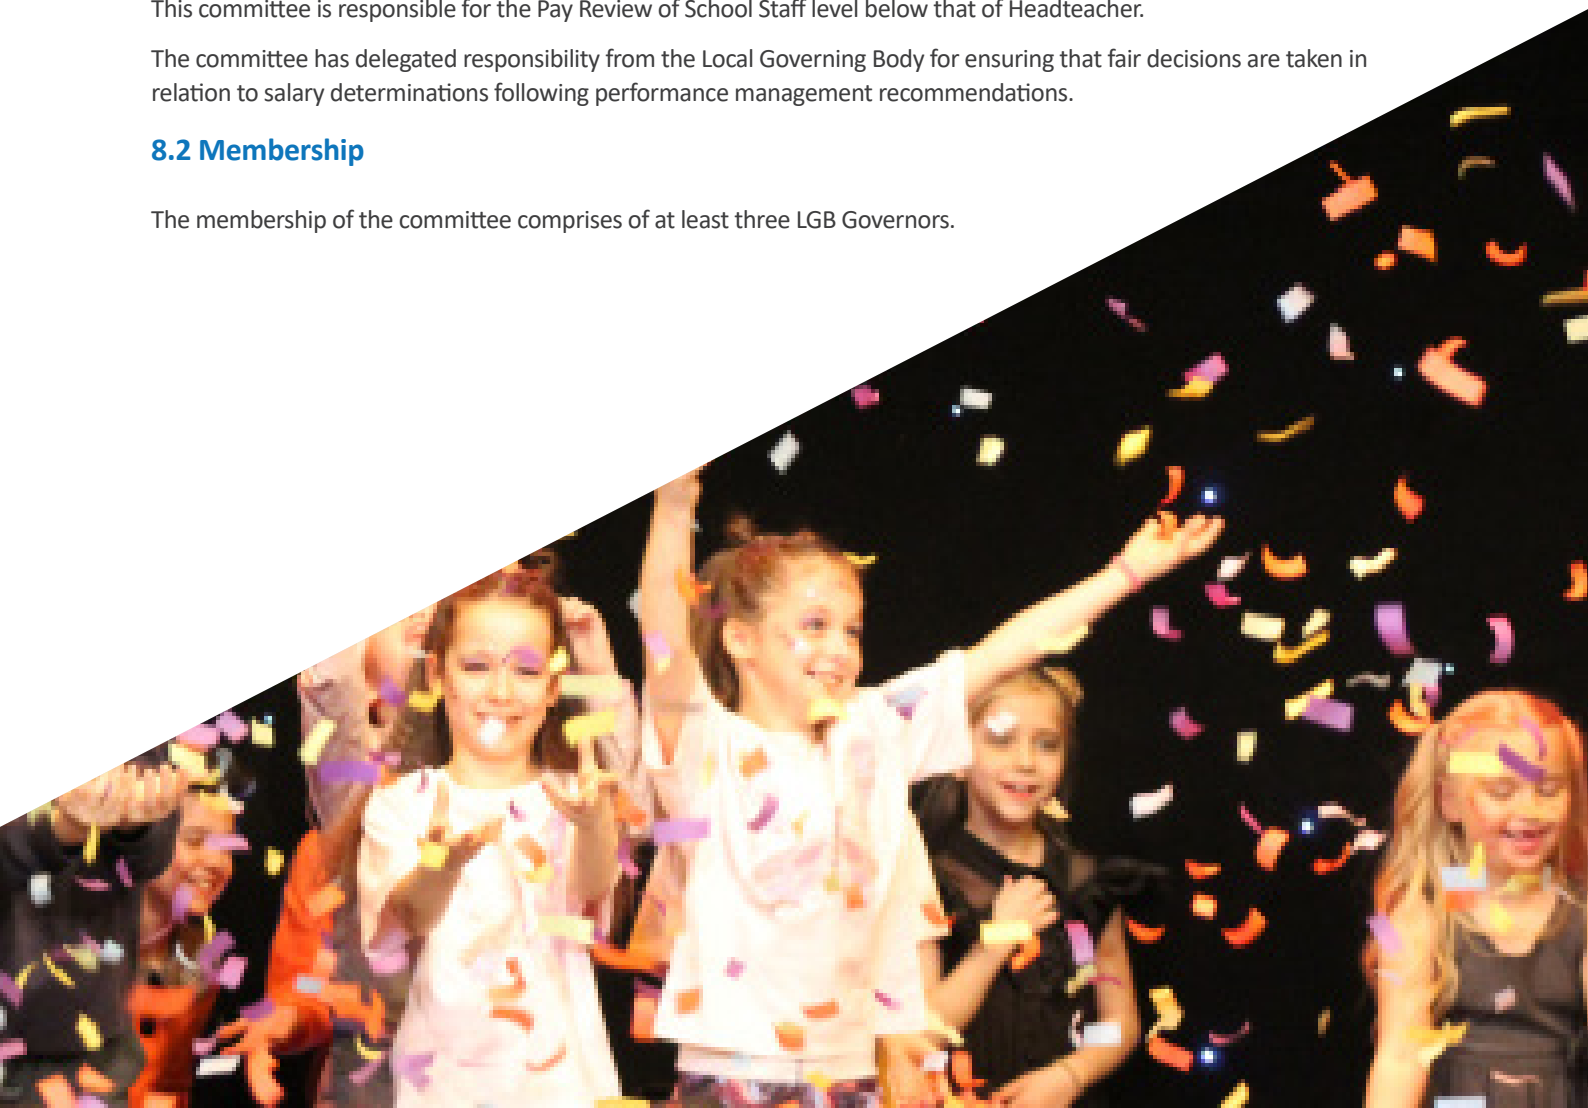 This committee is responsible for the Pay Review of School Staff level below that of Headteacher.
The committee has delegated responsibility from the Local Governing Body for ensuring that fair decisions are taken in
relation to salary determinations following performance management recommendations.
8.2 Membership
The membership of the committee comprises of at least three LGB Governors.